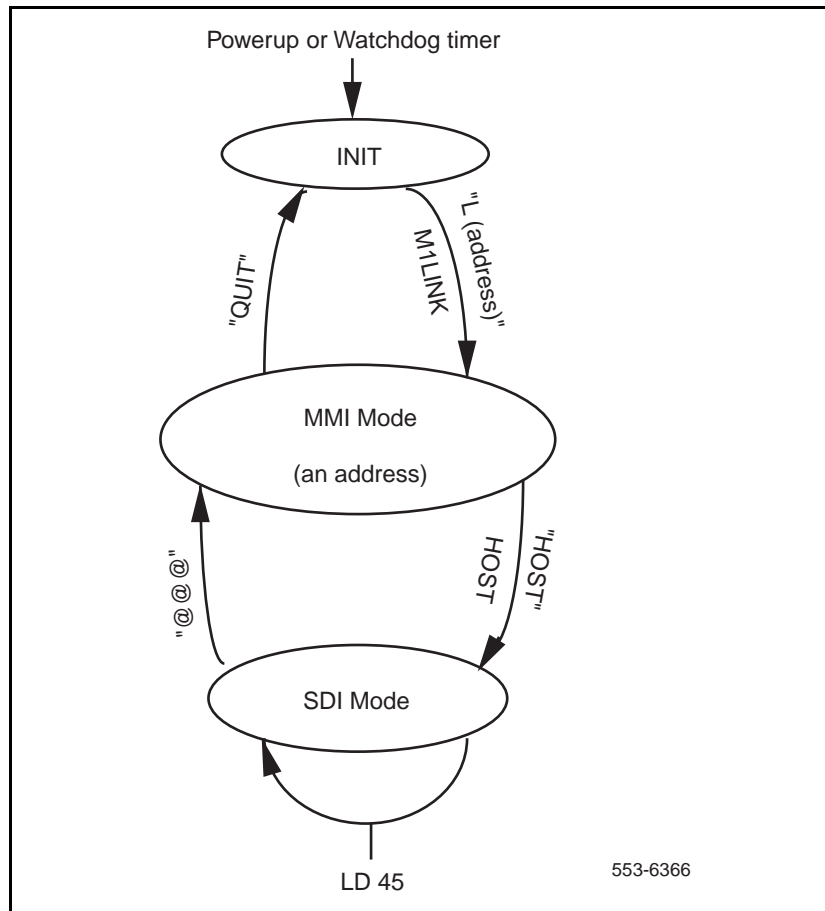 Powerup or Watchdog timer
INIT
"QUIT"
"L (address)"
M1LINK
MMI Mode
(an address)
"@@@"
"HOST"
HOST
SDI Mode
LD 45
553-6366